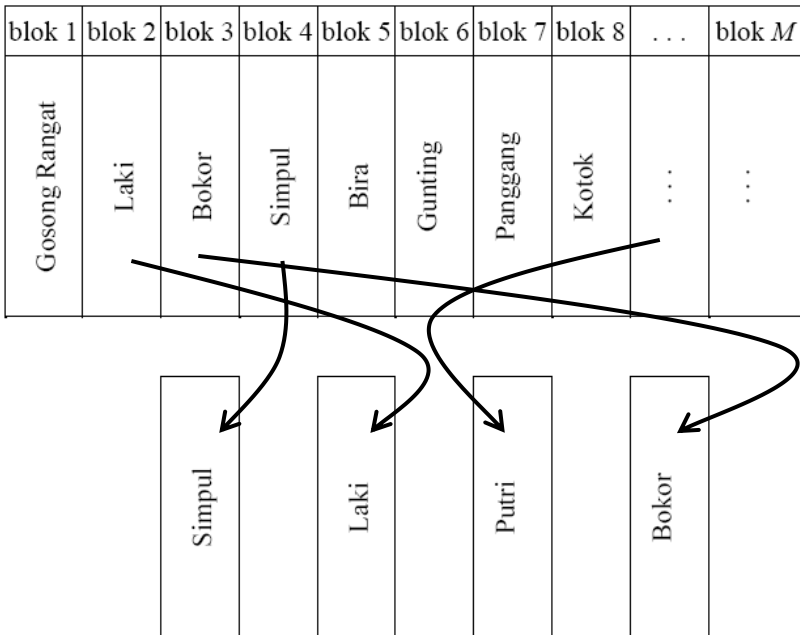 blok 1 blok 2 blok 3 blok 4 blok 5 blok 6 blok 7 blok 8 . . . blok M
Gosong Rangat
Laki
Bokor
Simpul
Bira
Gunting
Panggang
Kotok
. . .
. . .
Simpul
Laki
Putri
Bokor